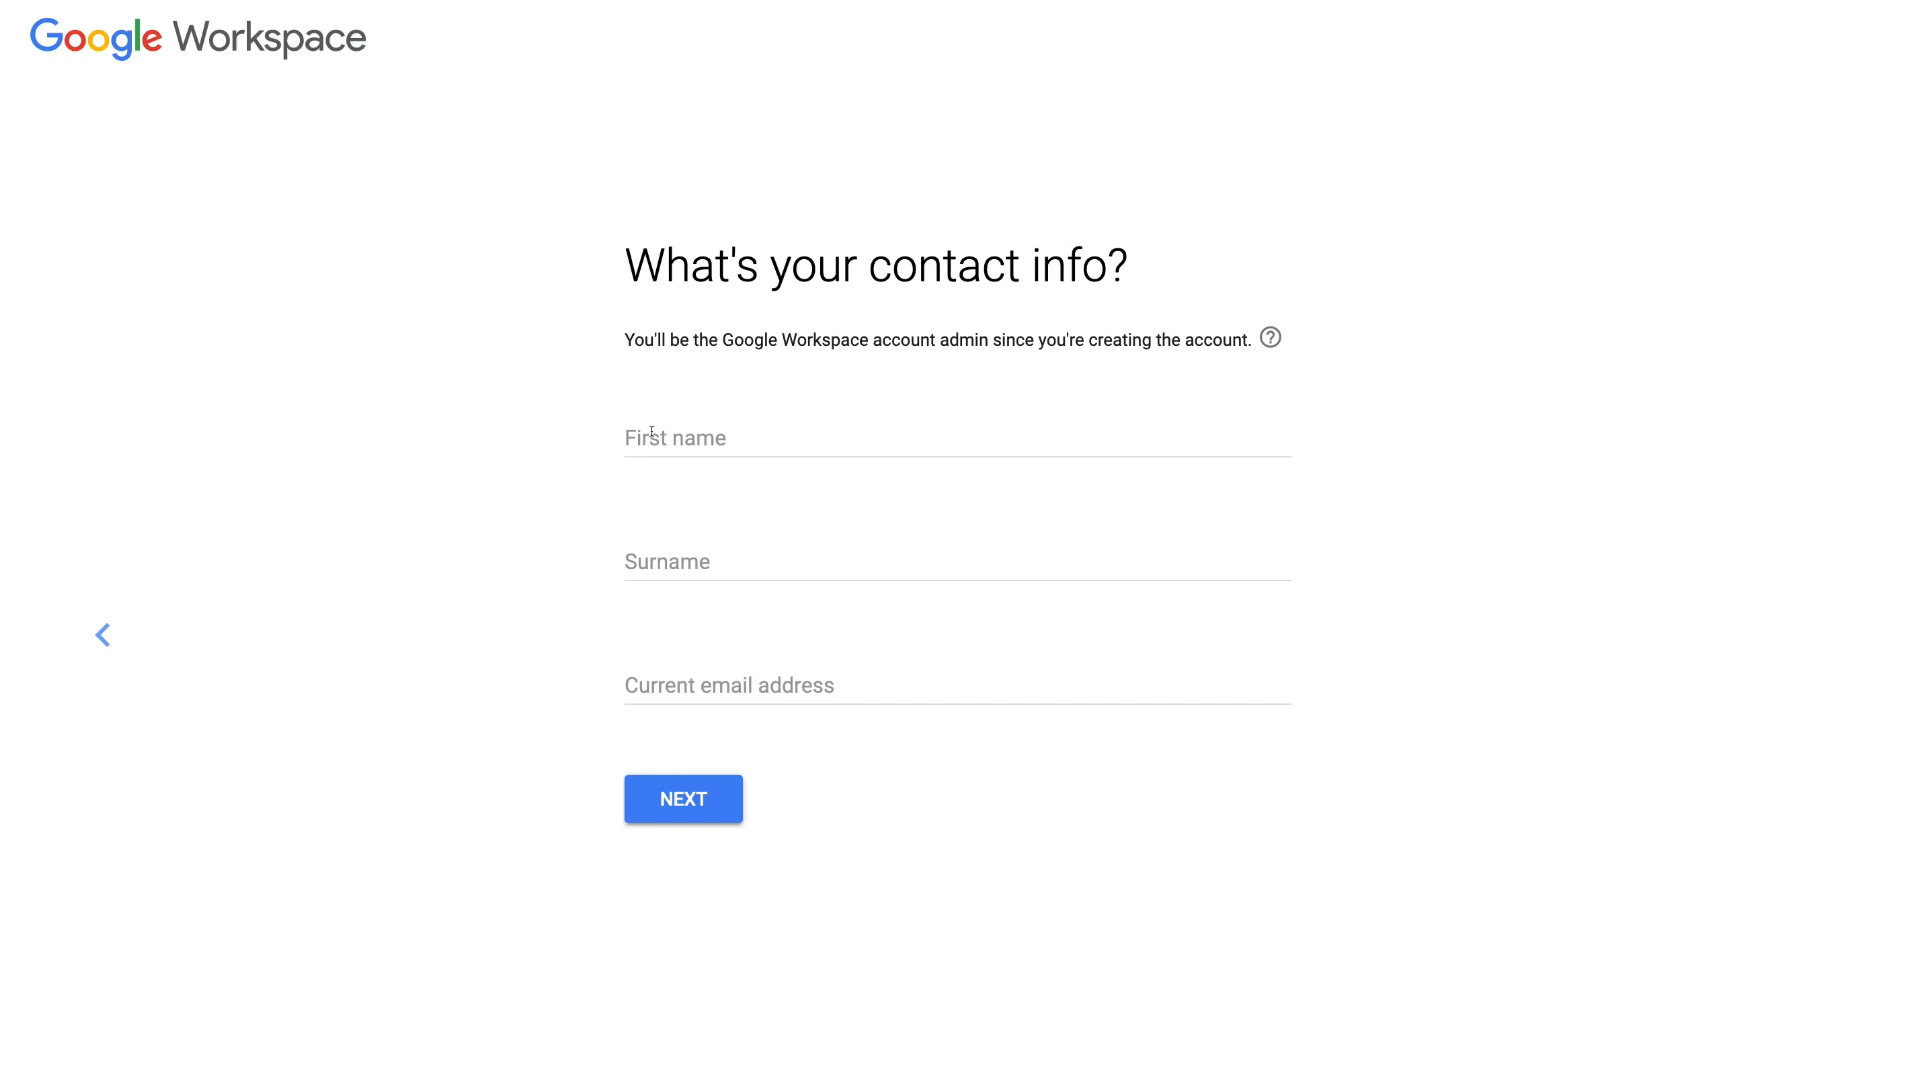 Google Workspace
What's your contact info?
You'll be the Google Workspace account admin since you're creating the account.
First name
Surname
Current email address
NEXT